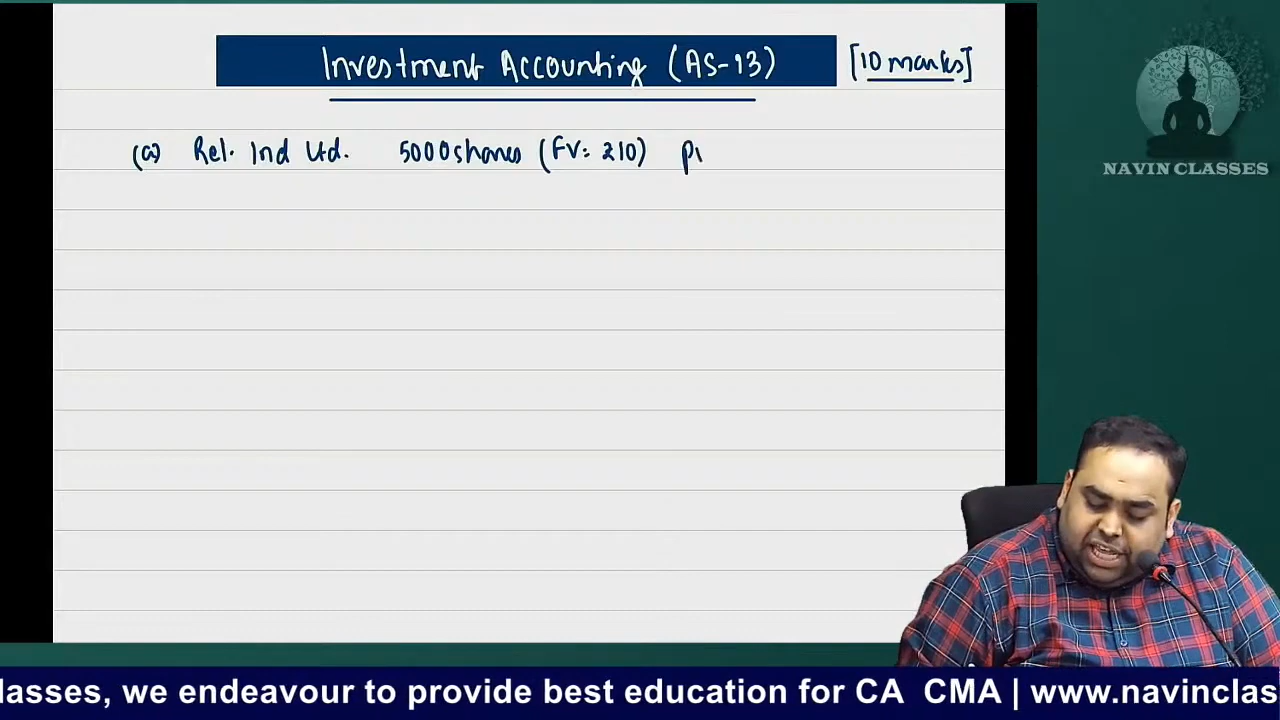 Investment Accounting (AS-13) [10 marks]
(a) Rel. Ind Ltd. 5000 shares (FV: ₹10)
NAVIN CLASSES
lasses, we endeavour to provide best education for CA CMA | www.navinclas